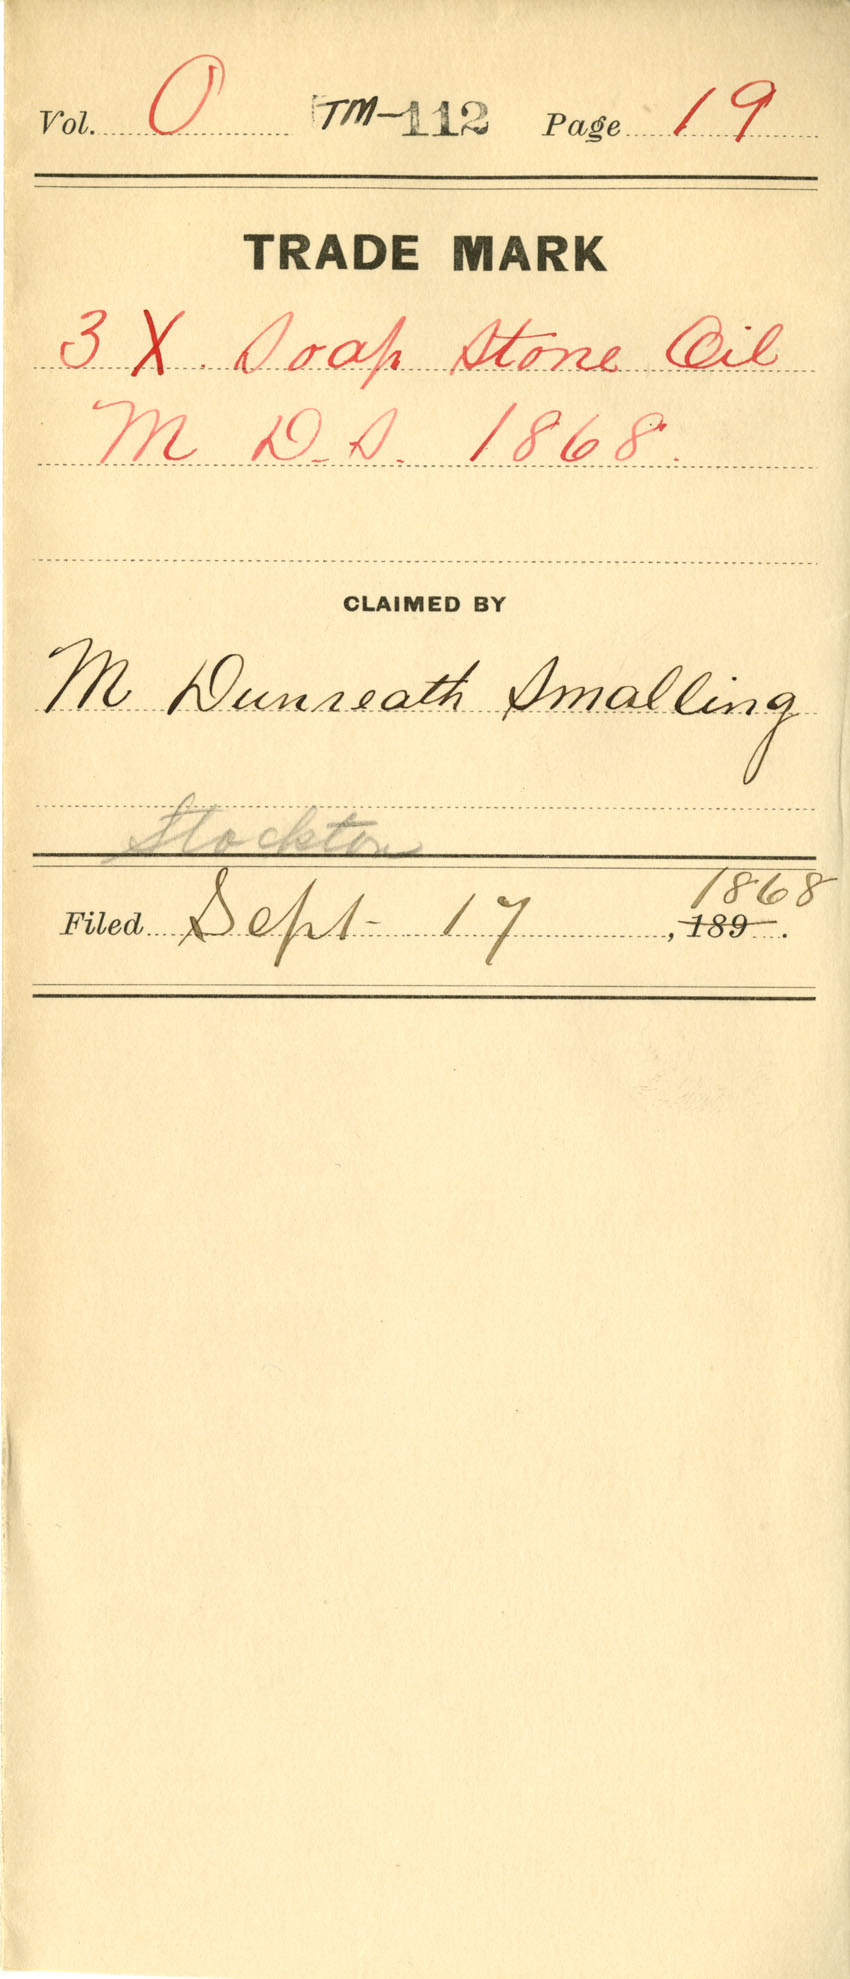 Vol. O TM-112 Page 19
TRADE MARK
3 X. Soap Stone Oil
M D.S. 1868.
CLAIMED BY
M Dunreath Smalling
Stockton
1868
Filed Sept 17, 189 .